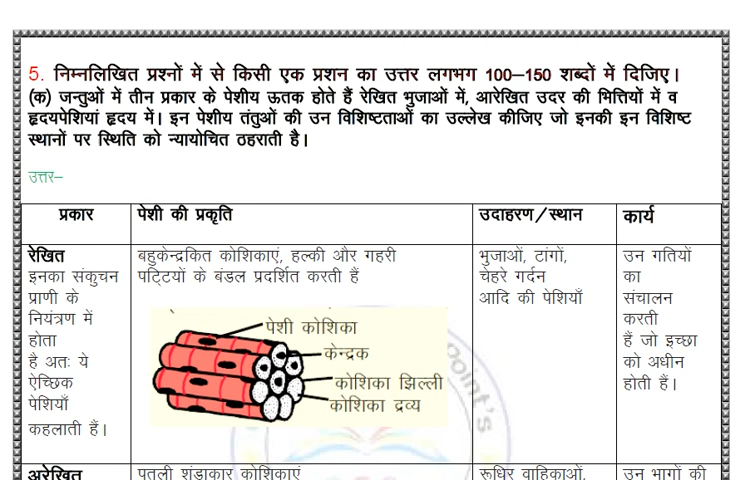 5. निम्नलिखित प्रश्नों में से किसी एक प्रशन का उत्तर लगभग 100–150 शब्दों में दिजिए।
(क) जन्तुओं में तीन प्रकार के पेशीय ऊतक होते हैं रेखित भुजाओं में, आरेखित उदर की भित्तियों में व
हृदयपेशियां हृदय में। इन पेशीय तंतुओं की उन विशिष्टताओं का उल्लेख कीजिए जो इनकी इन विशिष्ट
स्थानों पर स्थिति को न्यायोचित ठहराती है।
उत्तर–
प्रकार
पेशी की प्रकृति
उदाहरण/स्थान
कार्य
रेखित
इनका संकुचन
प्राणी के
नियंत्रण में
होता
है अतः ये
ऐच्छिक
पेशियाँ
कहलाती हैं।
बहुकेन्द्रकित कोशिकाएं, हल्की और गहरी
पट्टियों के बंडल प्रदर्शित करती हैं
पेशी कोशिका
केन्द्रक
कोशिका झिल्ली
कोशिका द्रव्य
भुजाओं, टांगों,
चेहरे गर्दन
आदि की पेशियाँ
उन गतियों
का
संचालन
करती
हैं जो इच्छा
को अधीन
होती हैं।
point's
अरेखित
पतली शुंडाकार कोशिकाएं
रूधिर वाहिकाओं,
उन भागों की